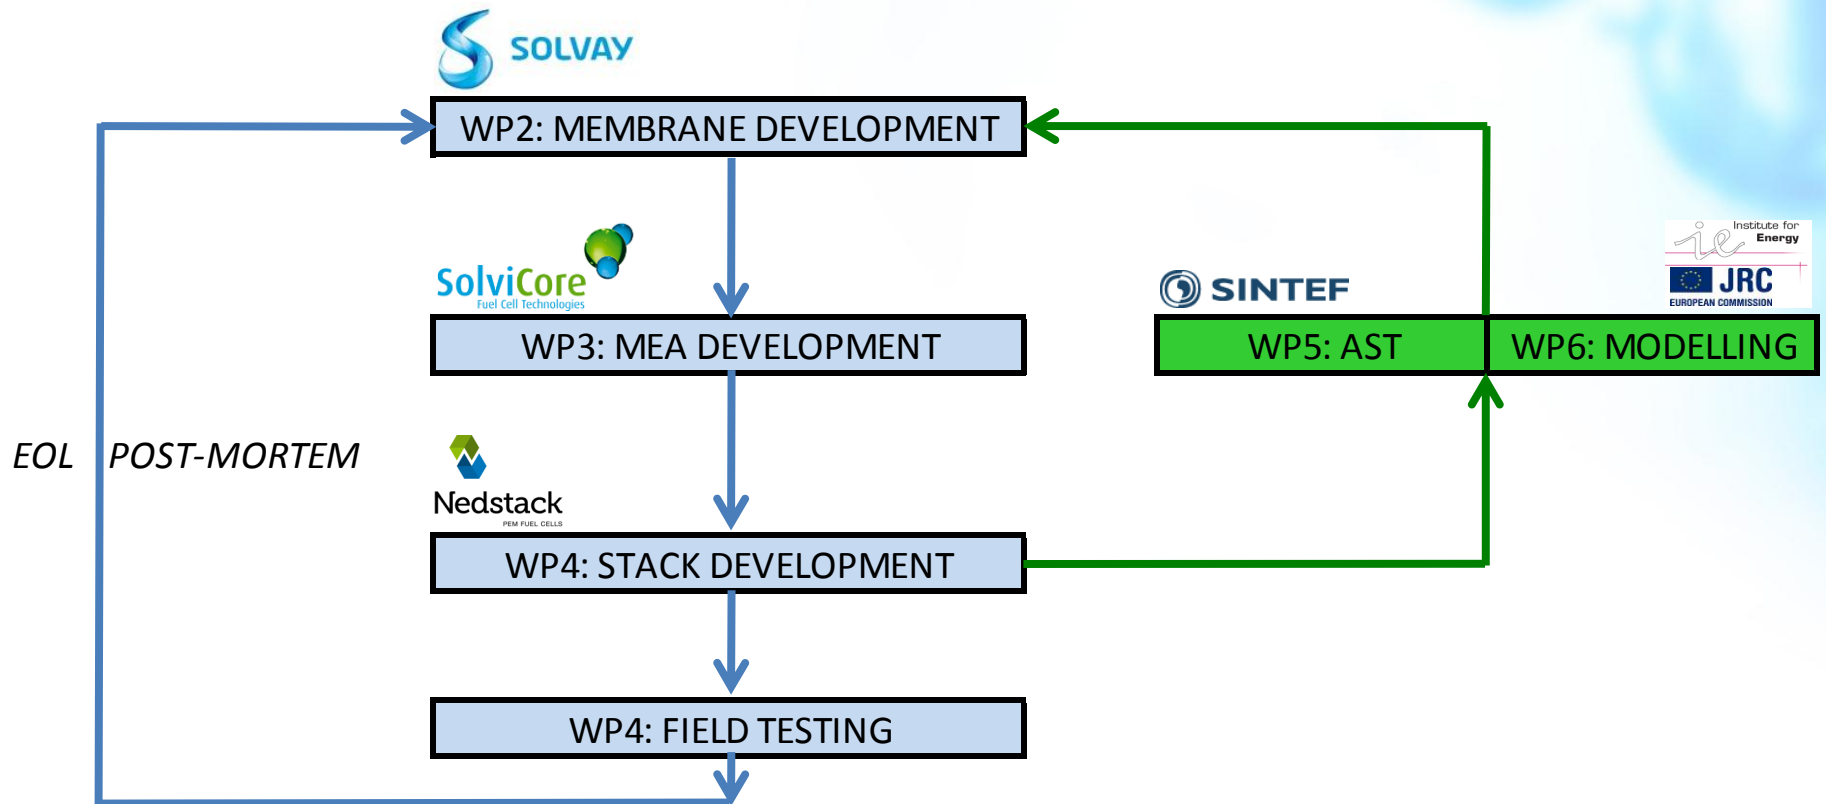 SOLVAY
WP2: MEMBRANE DEVELOPMENT
SolviCore
Fuel Cell Technologies
Institute for
ie Energy
SINTEF
JRC
EUROPEAN COMMISSION
WP3: MEA DEVELOPMENT
WP5: AST
WP6: MODELLING
EOL POST-MORTEM
Nedstack
PEM FUEL CELLS
WP4: STACK DEVELOPMENT
WP4: FIELD TESTING